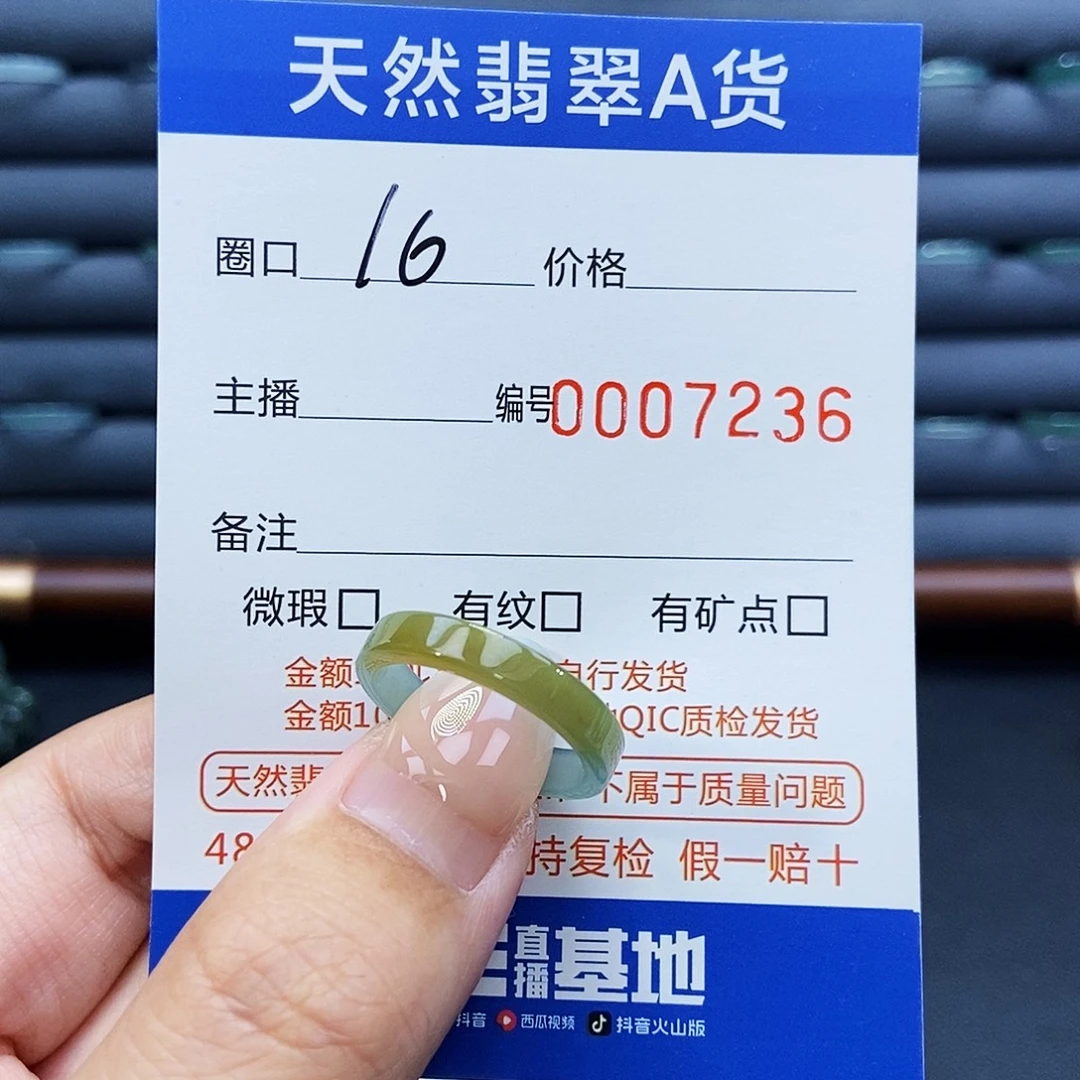 天然翡翠A货
圈口 16 价格
主播 编号0007236
备注
微瑕□ 有纹□ 有矿点□
金额 自行发货
金额10 QIC质检发货
天然翡 不属于质量问题
48 持复检 假一赔十
直播基地
抖音 西瓜视频 抖音火山版